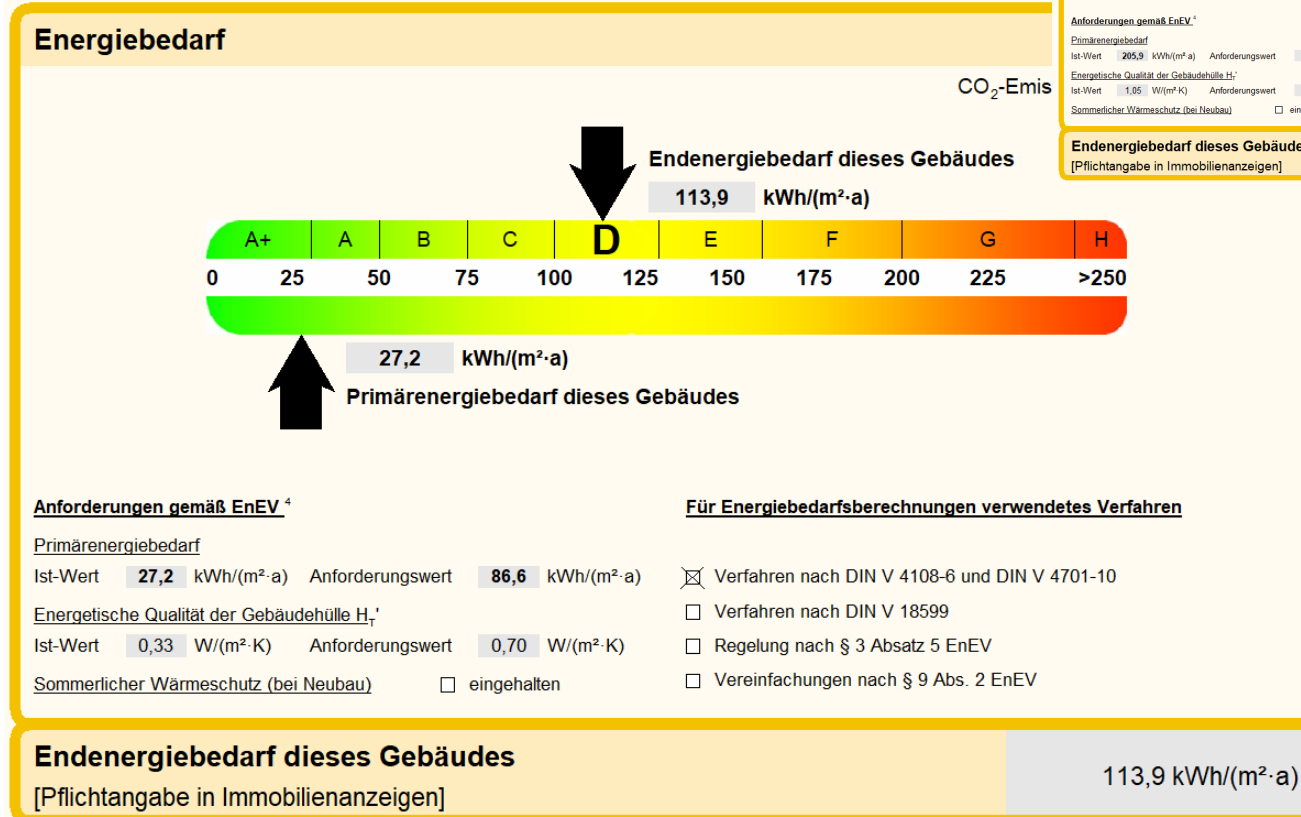 Energiebedarf
CO2-Emis
Endenergiebedarf dieses Gebäudes
113,9 kWh/(m²·a)
A+ A B C D E F G H
0 25 50 75 100 125 150 175 200 225 >250
27,2 kWh/(m²·a)
Primärenergiebedarf dieses Gebäudes
Anforderungen gemäß EnEV 4
Primärenergiebedarf
Ist-Wert 27,2 kWh/(m²·a) Anforderungswert 86,6 kWh/(m²·a)
Energetische Qualität der Gebäudehülle HT'
Ist-Wert 0,33 W/(m²·K) Anforderungswert 0,70 W/(m²·K)
Sommerlicher Wärmeschutz (bei Neubau) eingehalten
Für Energiebedarfsberechnungen verwendetes Verfahren
Verfahren nach DIN V 4108-6 und DIN V 4701-10
Verfahren nach DIN V 18599
Regelung nach § 3 Absatz 5 EnEV
Vereinfachungen nach § 9 Abs. 2 EnEV
Endenergiebedarf dieses Gebäudes
[Pflichtangabe in Immobilienanzeigen]
113,9 kWh/(m²·a)
Anforderungen gemäß EnEV 4
Primärenergiebedarf
Ist-Wert 205,9 kWh/(m²·a) Anforderungswert
Energetische Qualität der Gebäudehülle HT'
Ist-Wert 1,05 W/(m²·K) Anforderungswert
Sommerlicher Wärmeschutz (bei Neubau) ein
Endenergiebedarf dieses Gebäude
[Pflichtangabe in Immobilienanzeigen]